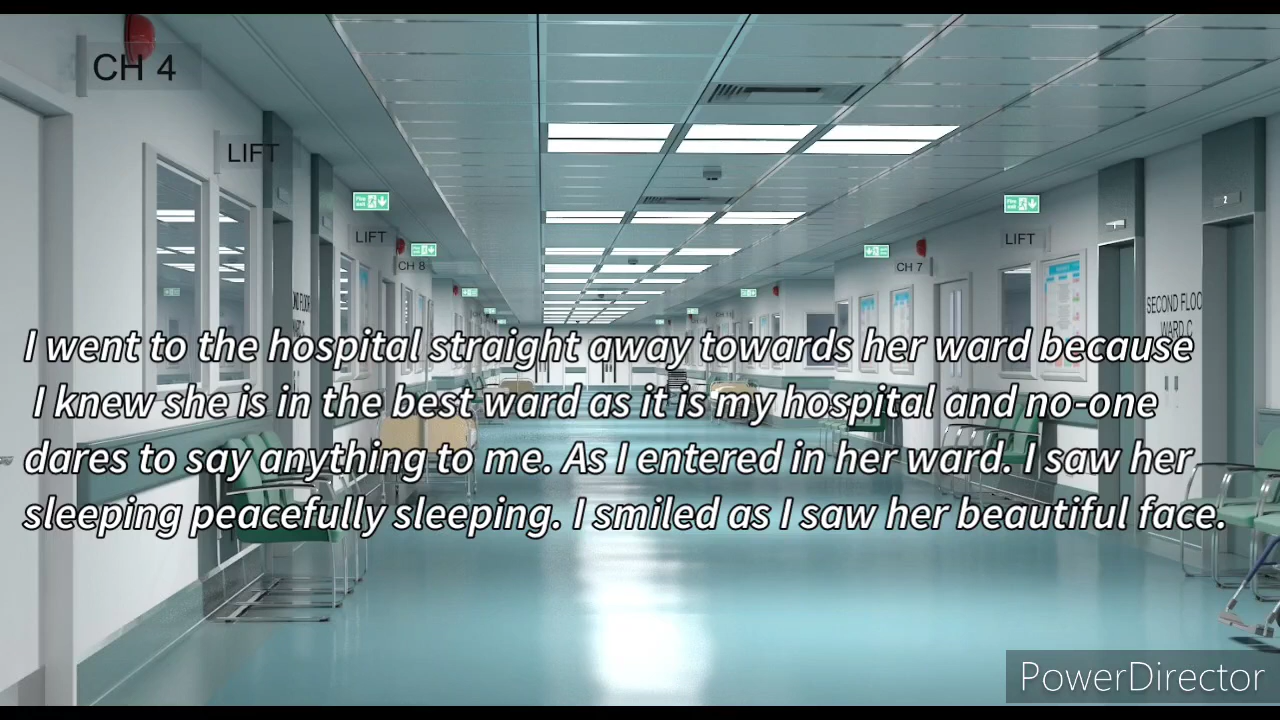 CH 4
LIFT
LIFT
CH 8
LIFT
CH 7
SECOND FLOO
WARD C
2
I went to the hospital straight away towards her ward because
I knew she is in the best ward as it is my hospital and no-one
dares to say anything to me. As I entered in her ward. I saw her
sleeping peacefully sleeping. I smiled as I saw her beautiful face.
PowerDirector